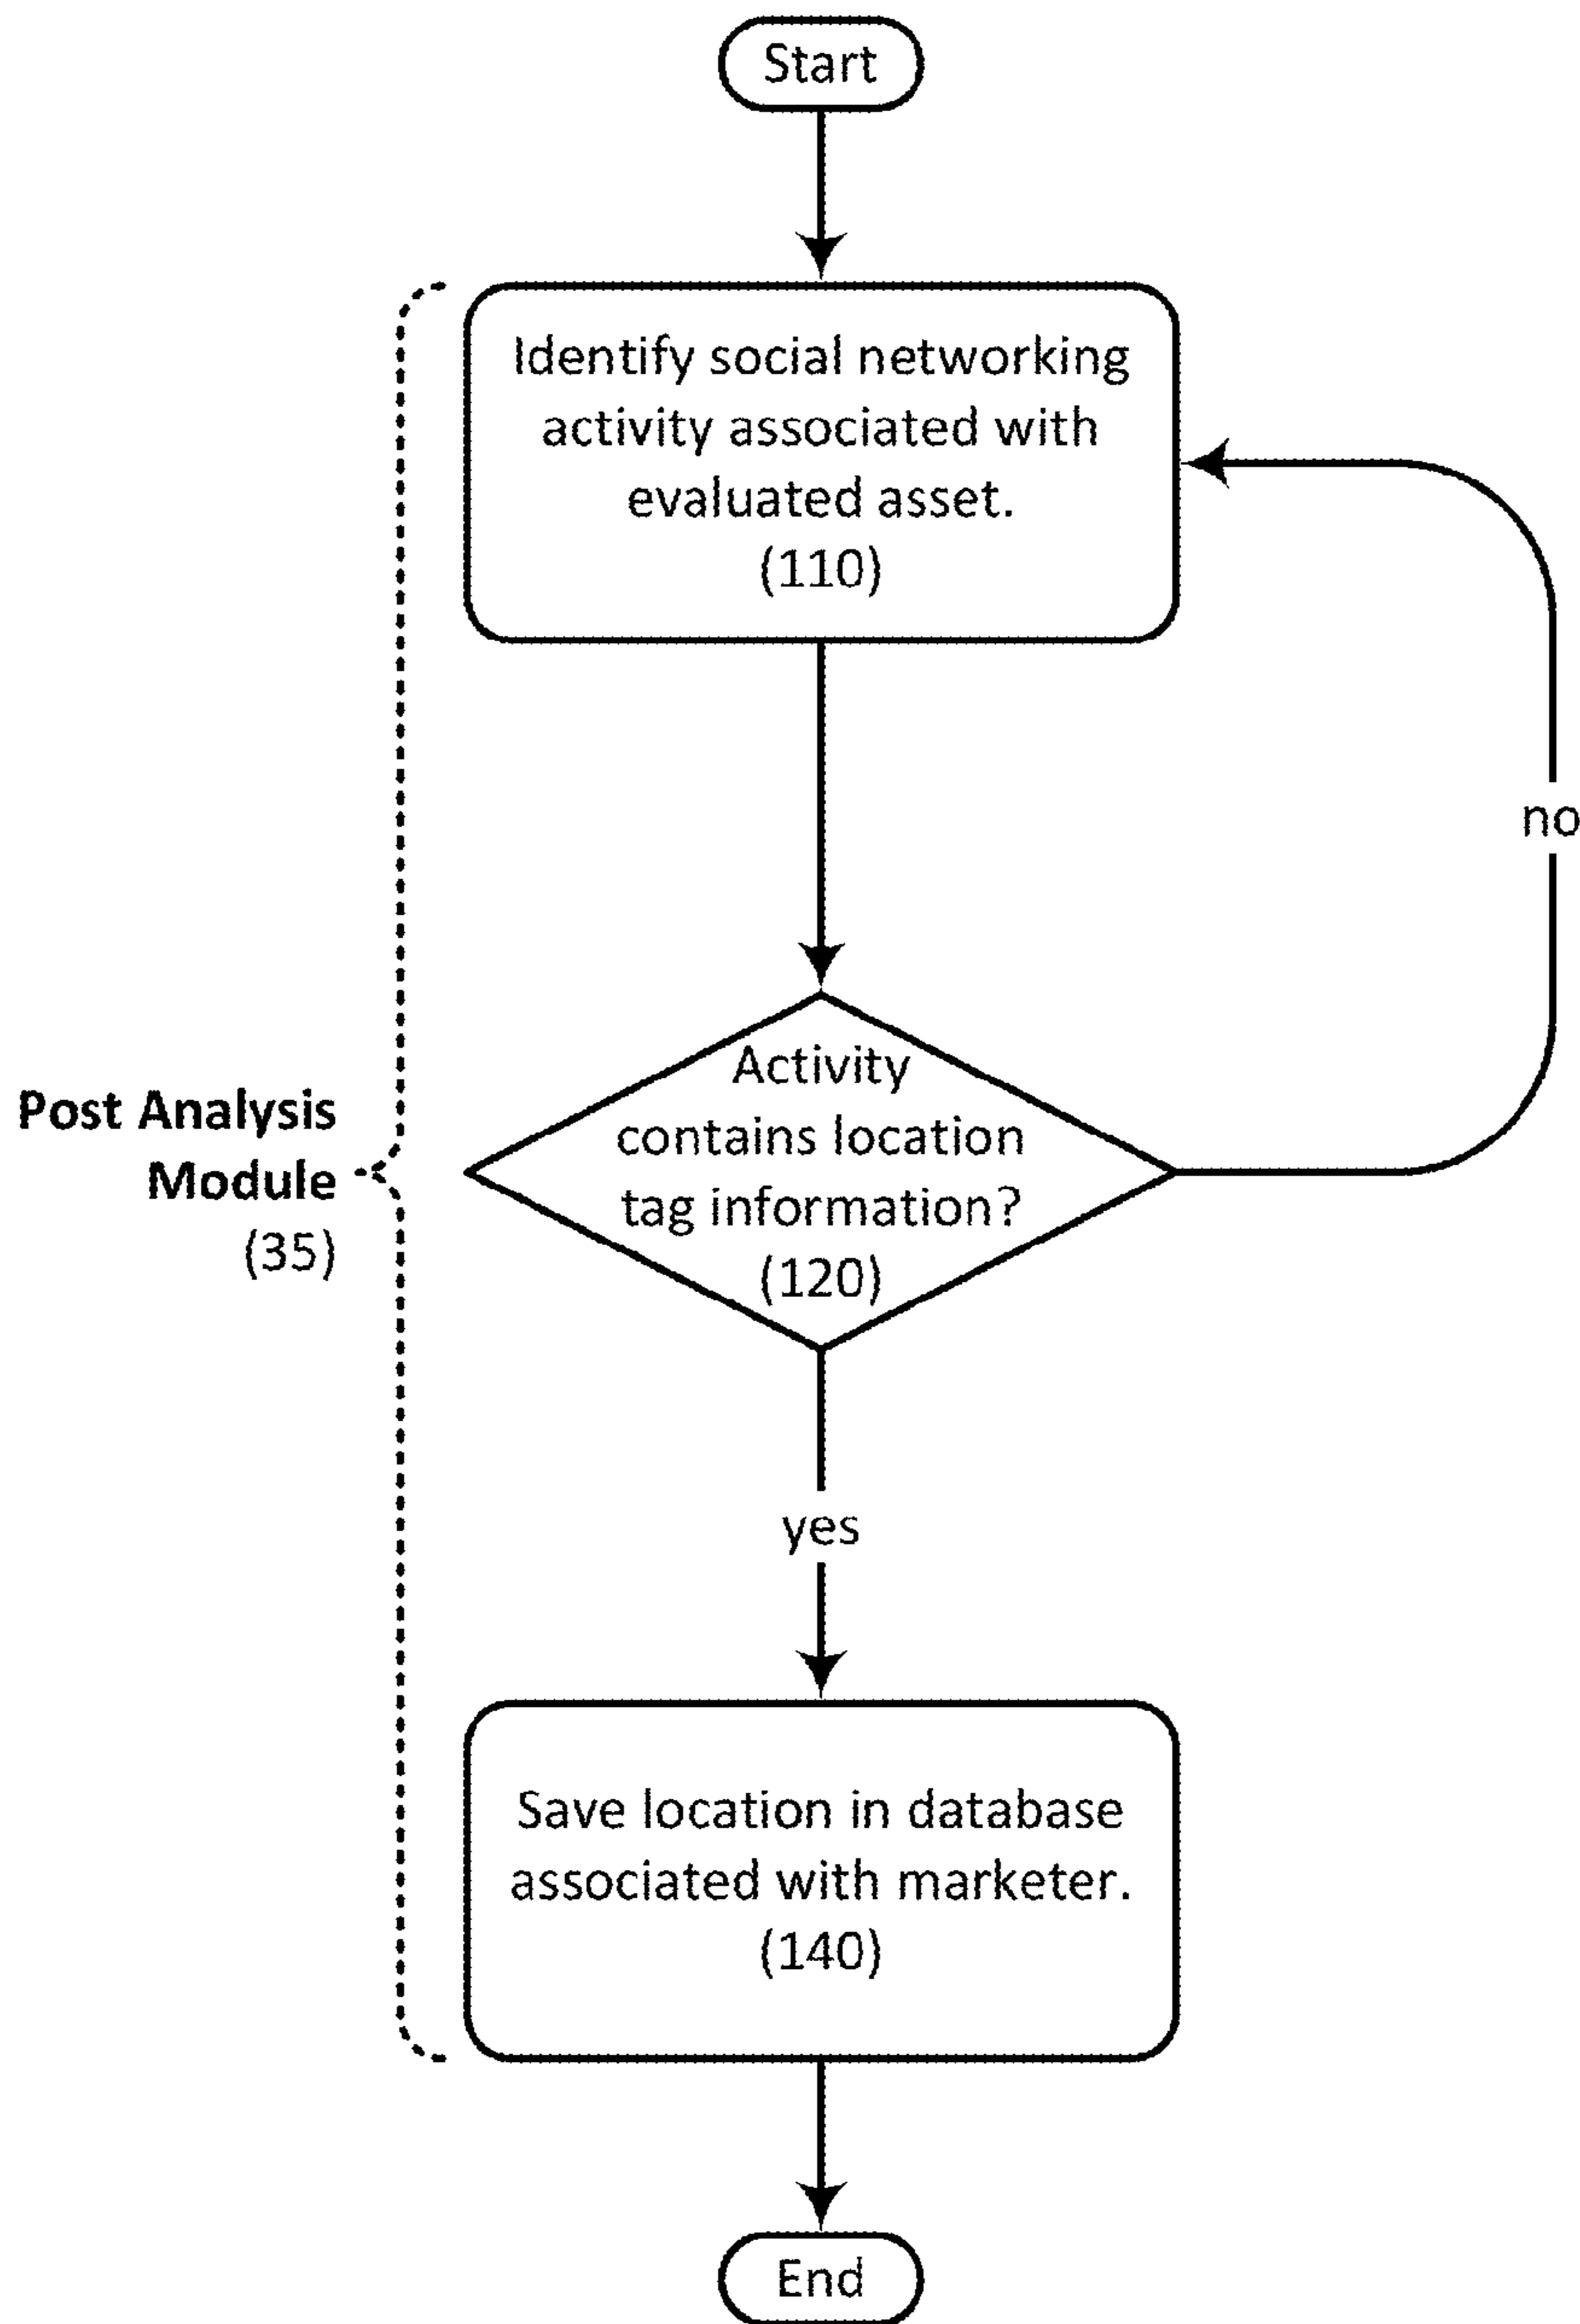 Start
Identify social networking
activity associated with
evaluated asset.
(110)
no
Activity
contains location
tag information?
(120)
Post Analysis
Module
(35)
yes
Save location in database
associated with marketer.
(140)
End